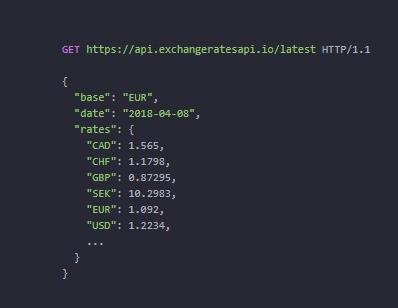 GET https://api.exchangeratesapi.io/latest HTTP/1.1
{
"base": "EUR",
"date": "2018-04-08",
"rates": {
"CAD": 1.565,
"CHF": 1.1798,
"GBP": 0.87295,
"SEK": 10.2983,
"EUR": 1.092,
"USD": 1.2234,
...
}
}